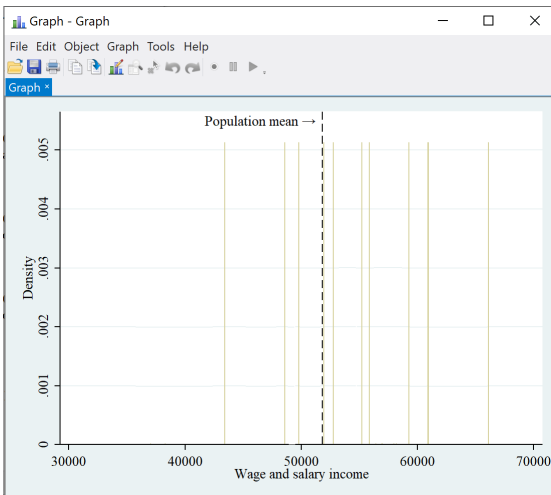 Graph - Graph
File Edit Object Graph Tools Help
Graph ×
Population mean →
.005
.004
.003
.002
.001
0
Density
30000 40000 50000 60000 70000
Wage and salary income